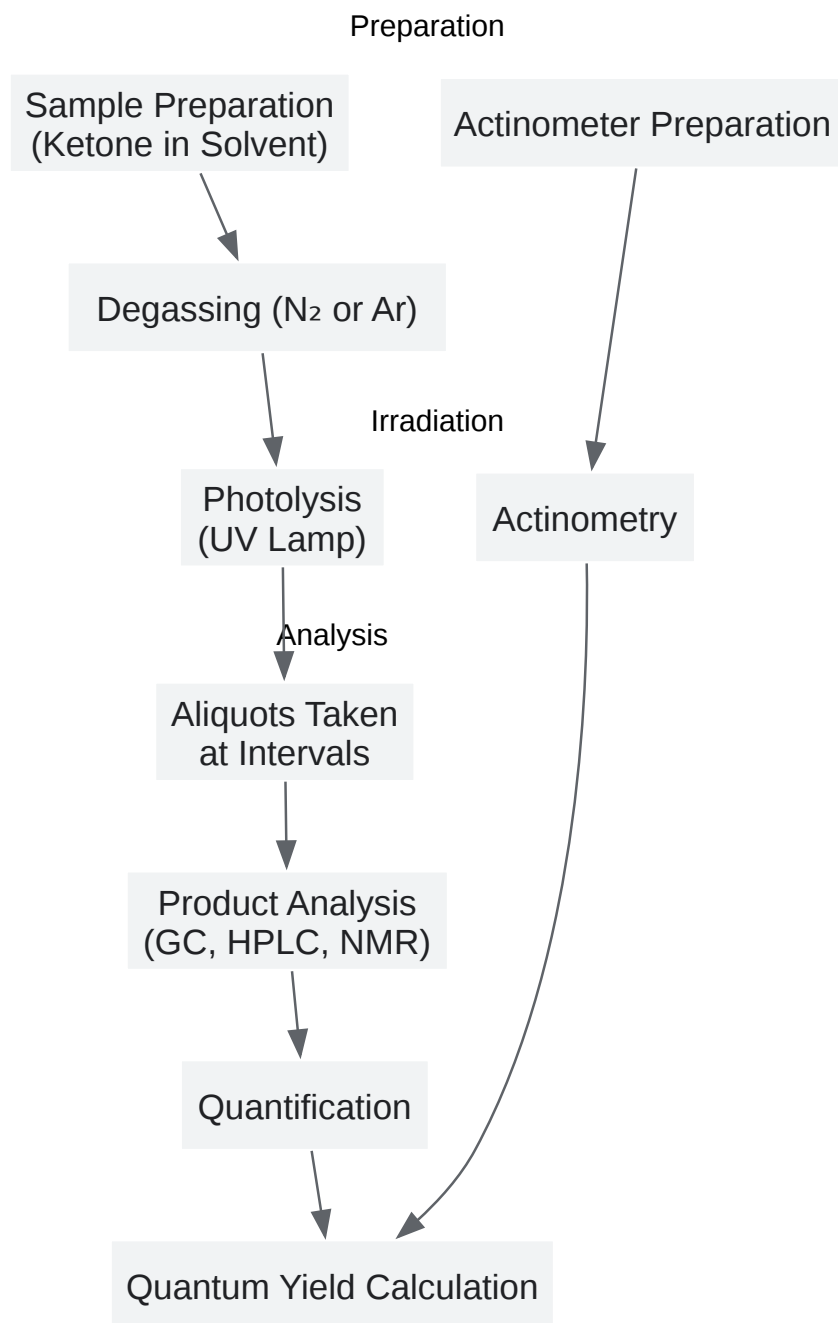 Preparation
Sample Preparation
(Ketone in Solvent)
Actinometer Preparation
Degassing (N₂ or Ar)
Irradiation
Photolysis
(UV Lamp)
Actinometry
Analysis
Aliquots Taken
at Intervals
Product Analysis
(GC, HPLC, NMR)
Quantification
Quantum Yield Calculation